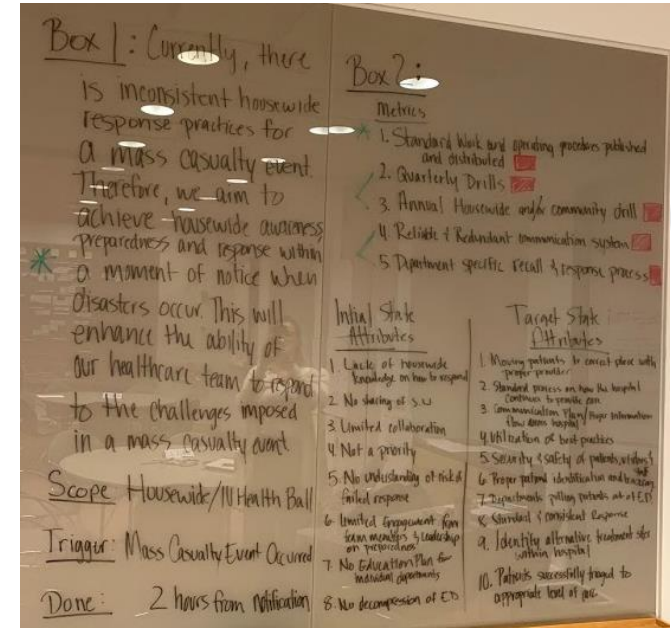 Box 1: Currently, there
is inconsistent housewide
response practices for
a mass casualty event.
Therefore, we aim to
achieve housewide awareness,
preparedness and response within
a moment of notice when
disasters occur. This will
enhance the ability of
our healthcare team to respond
to the challenges imposed
in a mass casualty event
Scope Housewide/IU Health Ball
Trigger: Mass Casualty Event Occurred
Done: 2 hours from notification
Box 2:
Metrics
1. Standard Work and operating procedures published
and distributed
2. Quarterly Drills
3. Annual Housewide and/or community drill
4. Reliable & Redundant communication system
5. Department specific recall & response process
Initial State
Attributes
1. Lack of housewide
knowledge on how to respond
2. No sharing of S.W
3. Limited collaboration
4. Not a priority
5. No understanding of risk of
failed response
6. Limited Engagement from
team members & leadership
on preparedness
7. No Education Plan for
individual departments
8. No decompression of ED
Target State
Attributes
1. Moving patients to correct place with
proper provider
2. Standard process on how the hospital
continues to provide care
3. Communication Plan/Proper information
flow across hospital
4. Utilization of best practices
5. Security & safety of patients, visitors &
staff
6. Proper patient identification and tracking
7. Departments pulling patients out of ED
8. Standard & consistent Response
9. Identify alternative treatment sites
within hospital
10. Patients successfully triaged to
appropriate level of care